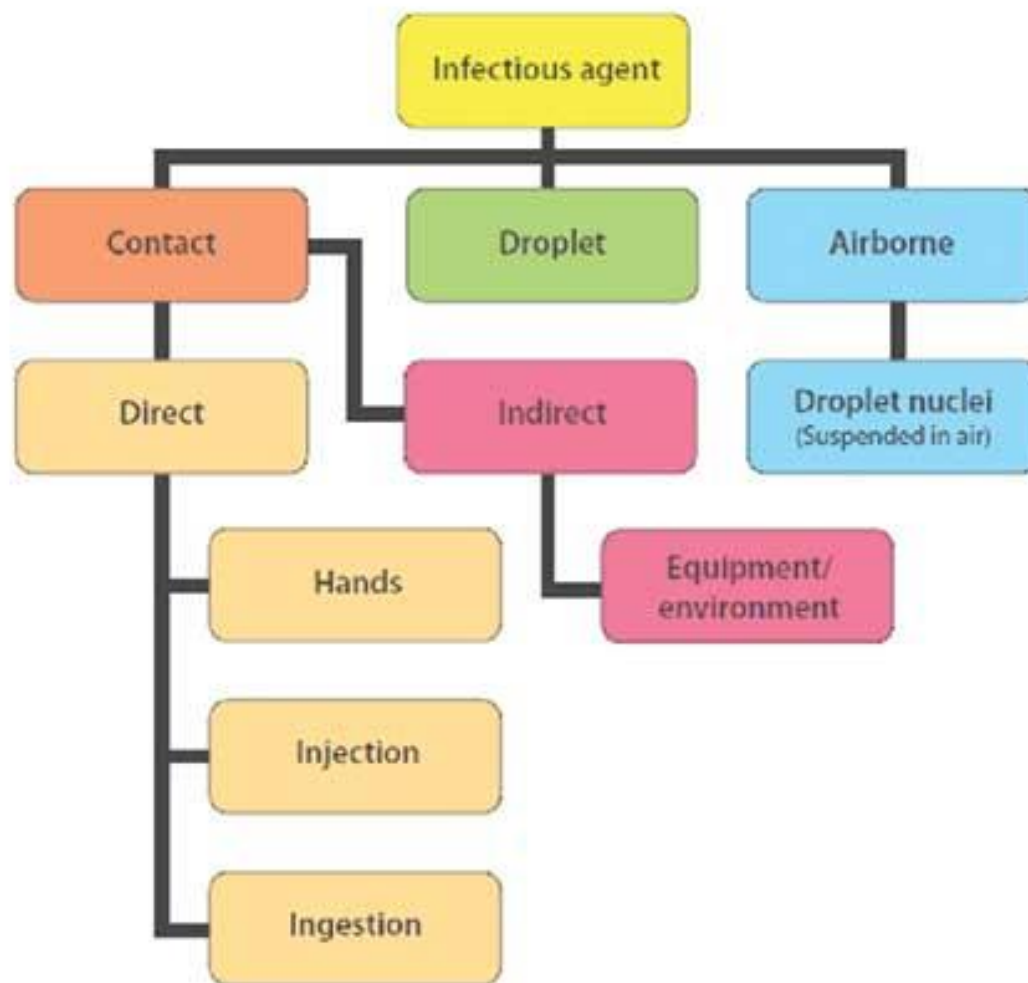 Infectious agent
Contact
Droplet
Airborne
Direct
Indirect
Droplet nuclei
(Suspended in air)
Hands
Equipment/
environment
Injection
Ingestion